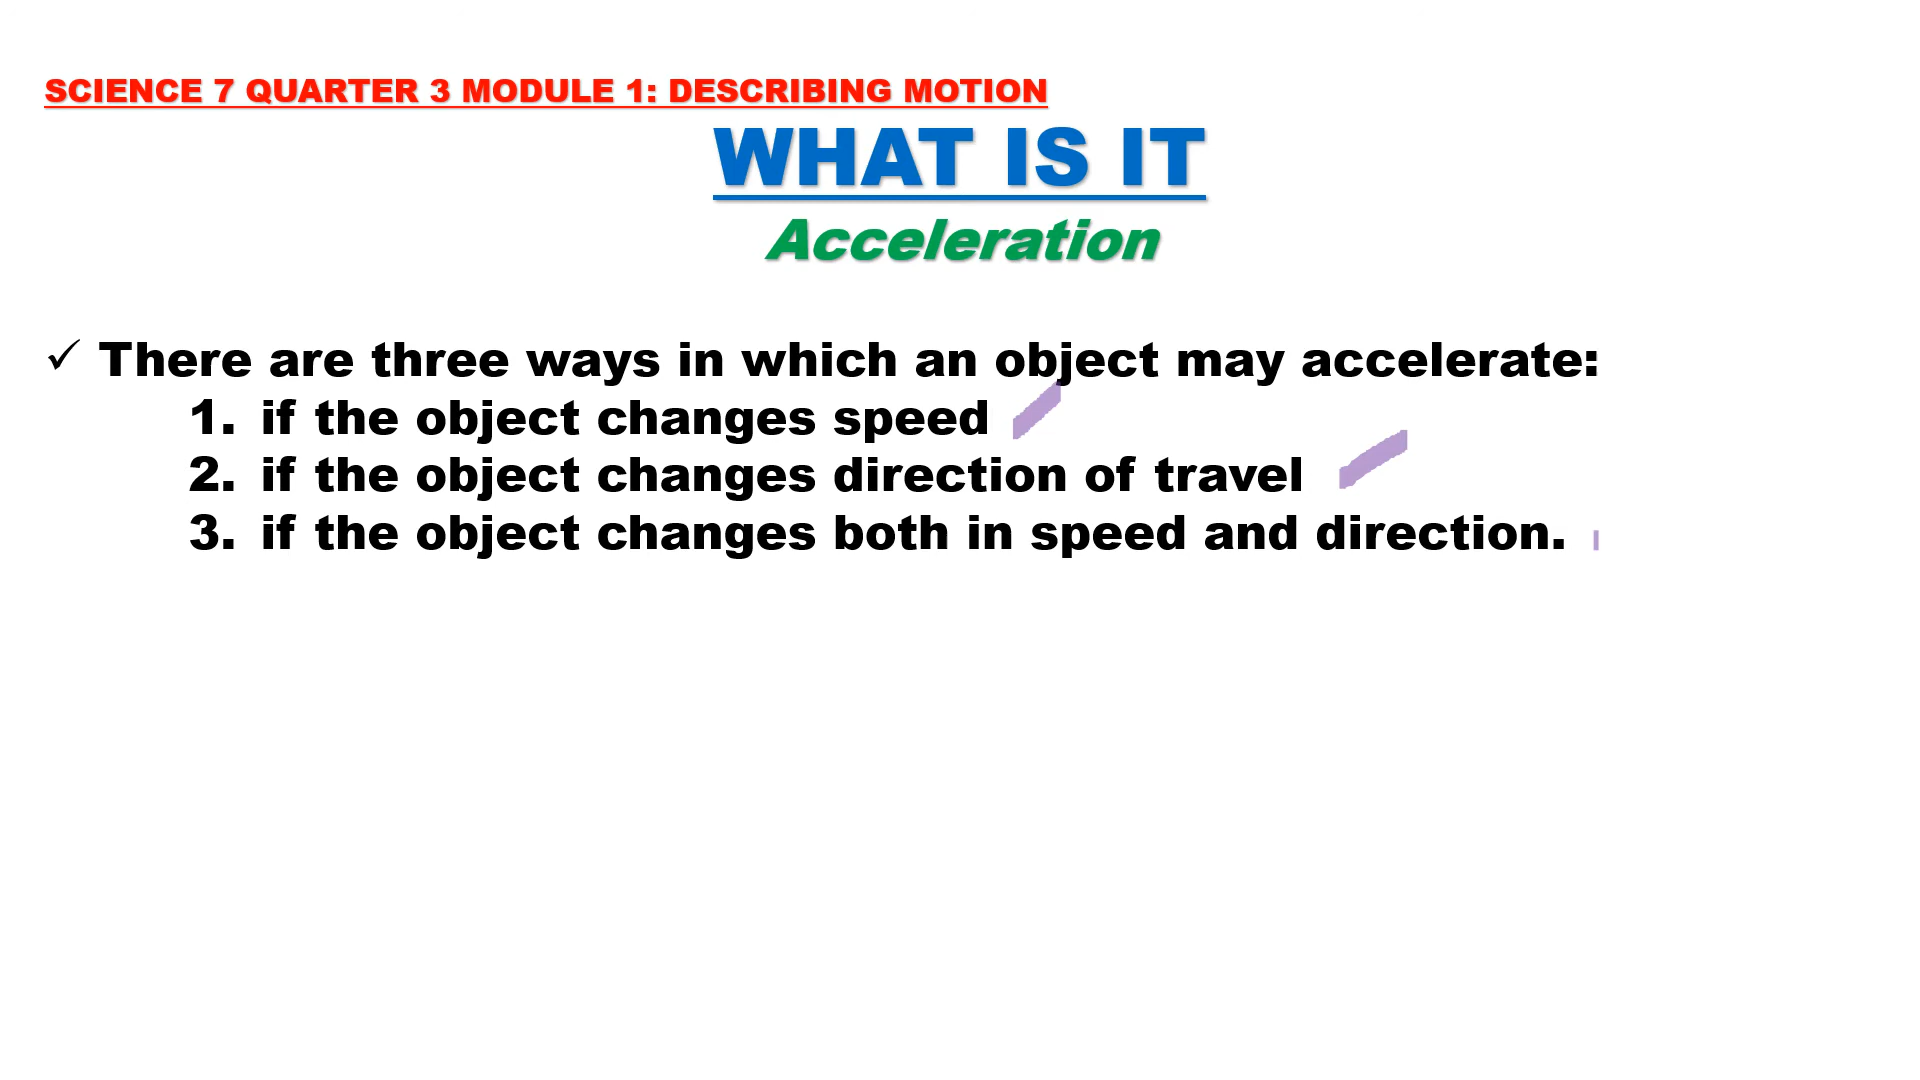 SCIENCE 7 QUARTER 3 MODULE 1: DESCRIBING MOTION
WHAT IS IT
Acceleration
✓ There are three ways in which an object may accelerate:
1. if the object changes speed
2. if the object changes direction of travel
3. if the object changes both in speed and direction.